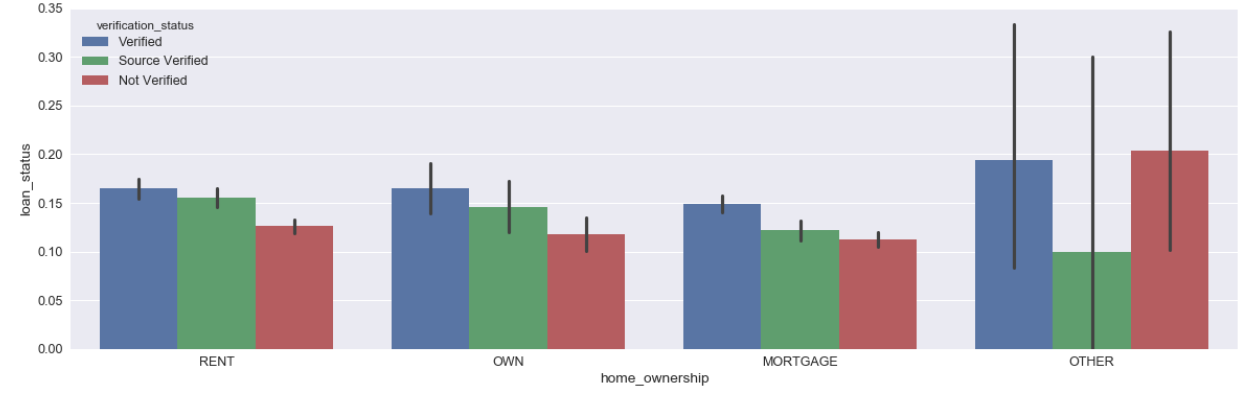 0.35
0.30
0.25
0.20
0.15
0.10
0.05
0.00
loan_status
verification_status
Verified
Source Verified
Not Verified
RENT
OWN
MORTGAGE
OTHER
home_ownership